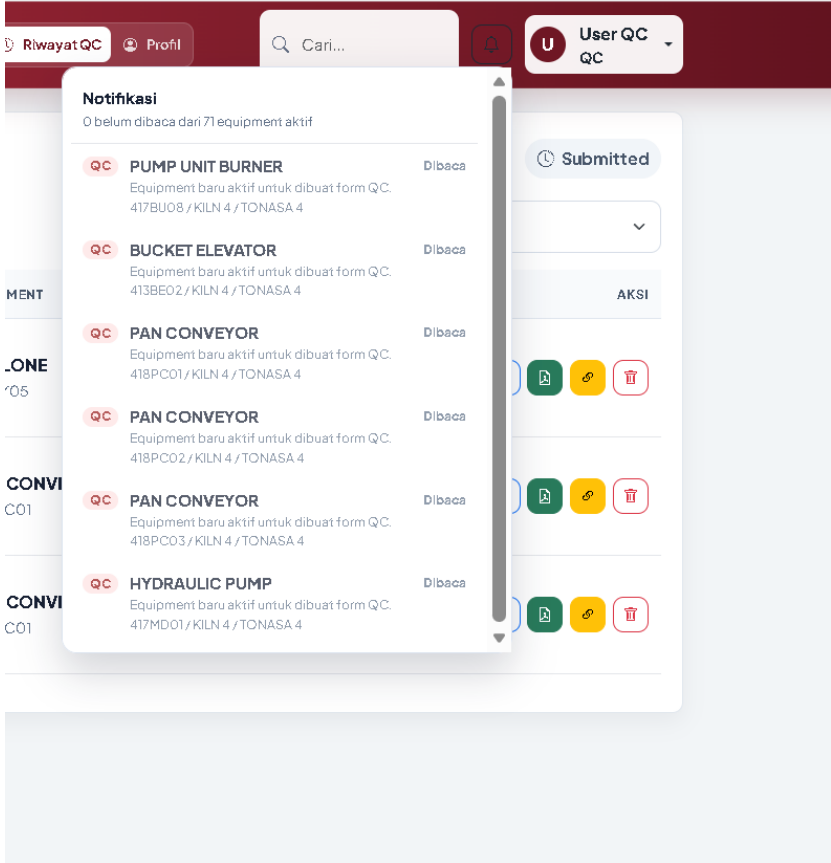 Riwayat QC
Profil
Cari...
U
User QC
QC
Notifikasi
0 belum dibaca dari 71 equipment aktif
QC PUMP UNIT BURNER Dibaca
Equipment baru aktif untuk dibuat form QC.
417BU08 / KILN 4 / TONASA 4
QC BUCKET ELEVATOR Dibaca
Equipment baru aktif untuk dibuat form QC.
413BE02 / KILN 4 / TONASA 4
QC PAN CONVEYOR Dibaca
Equipment baru aktif untuk dibuat form QC.
418PC01 / KILN 4 / TONASA 4
QC PAN CONVEYOR Dibaca
Equipment baru aktif untuk dibuat form QC.
418PC02 / KILN 4 / TONASA 4
QC PAN CONVEYOR Dibaca
Equipment baru aktif untuk dibuat form QC.
418PC03 / KILN 4 / TONASA 4
QC HYDRAULIC PUMP Dibaca
Equipment baru aktif untuk dibuat form QC.
417MD01 / KILN 4 / TONASA 4
Submitted
MENT
AKSI
LONE
Y05
CONVE
C01
CONVE
C01